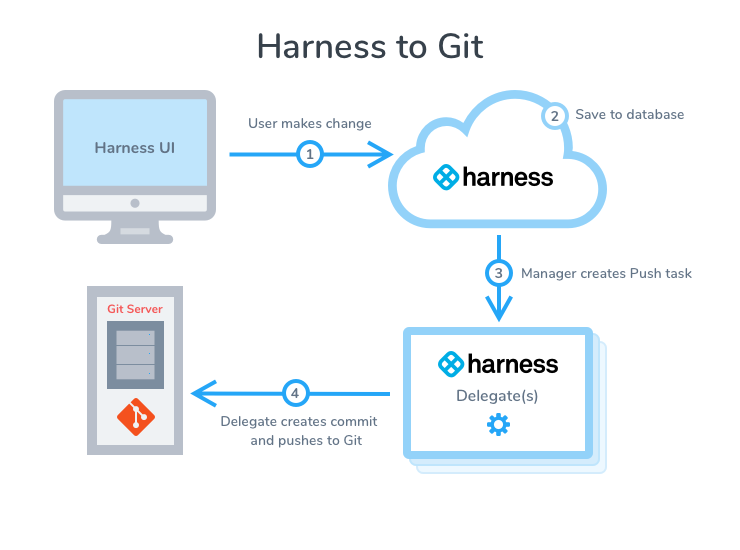 Harness to Git
Harness UI
User makes change
1
2
Save to database
harness
3
Manager creates Push task
Git Server
harness
Delegate(s)
4
Delegate creates commit
and pushes to Git